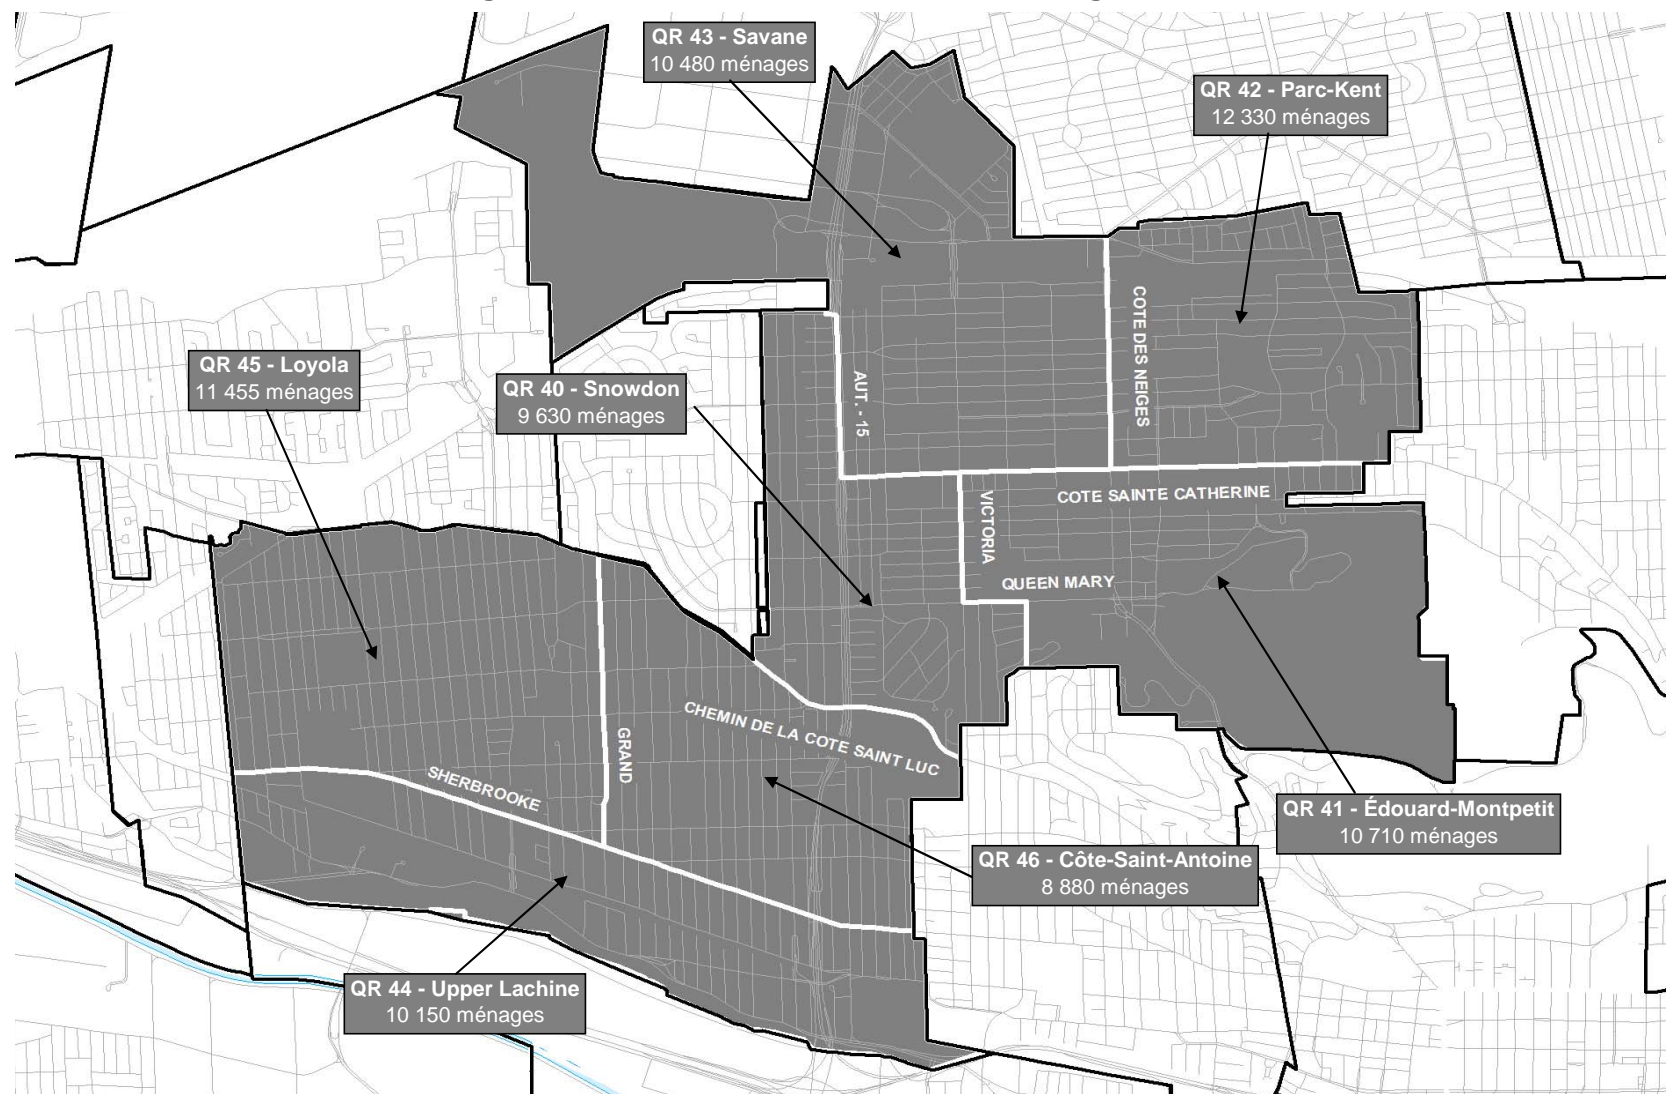 QR 43 - Savane
10 480 ménages
QR 42 - Parc-Kent
12 330 ménages
COTE DES NEIGES
QR 45 - Loyola
11 455 ménages
QR 40 - Snowdon
9 630 ménages
AUT. - 15
VICTORIA
COTE SAINTE CATHERINE
QUEEN MARY
CHEMIN DE LA COTE SAINT LUC
GRAND
SHERBROOKE
QR 41 - Édouard-Montpetit
10 710 ménages
QR 46 - Côte-Saint-Antoine
8 880 ménages
QR 44 - Upper Lachine
10 150 ménages